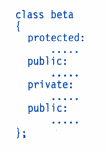 class beta
{
protected:
.....
public:
.....
private:
.....
public:
.....
};